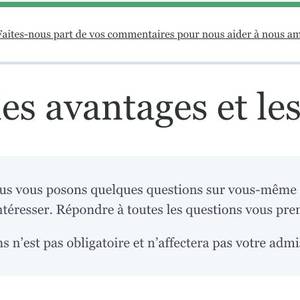 Faites-nous part de vos commentaires pour nous aider à nous am
es avantages et les
us vous posons quelques questions sur vous-même
ntéresser. Répondre à toutes les questions vous pren
ns n'est pas obligatoire et n'affectera pas votre admi